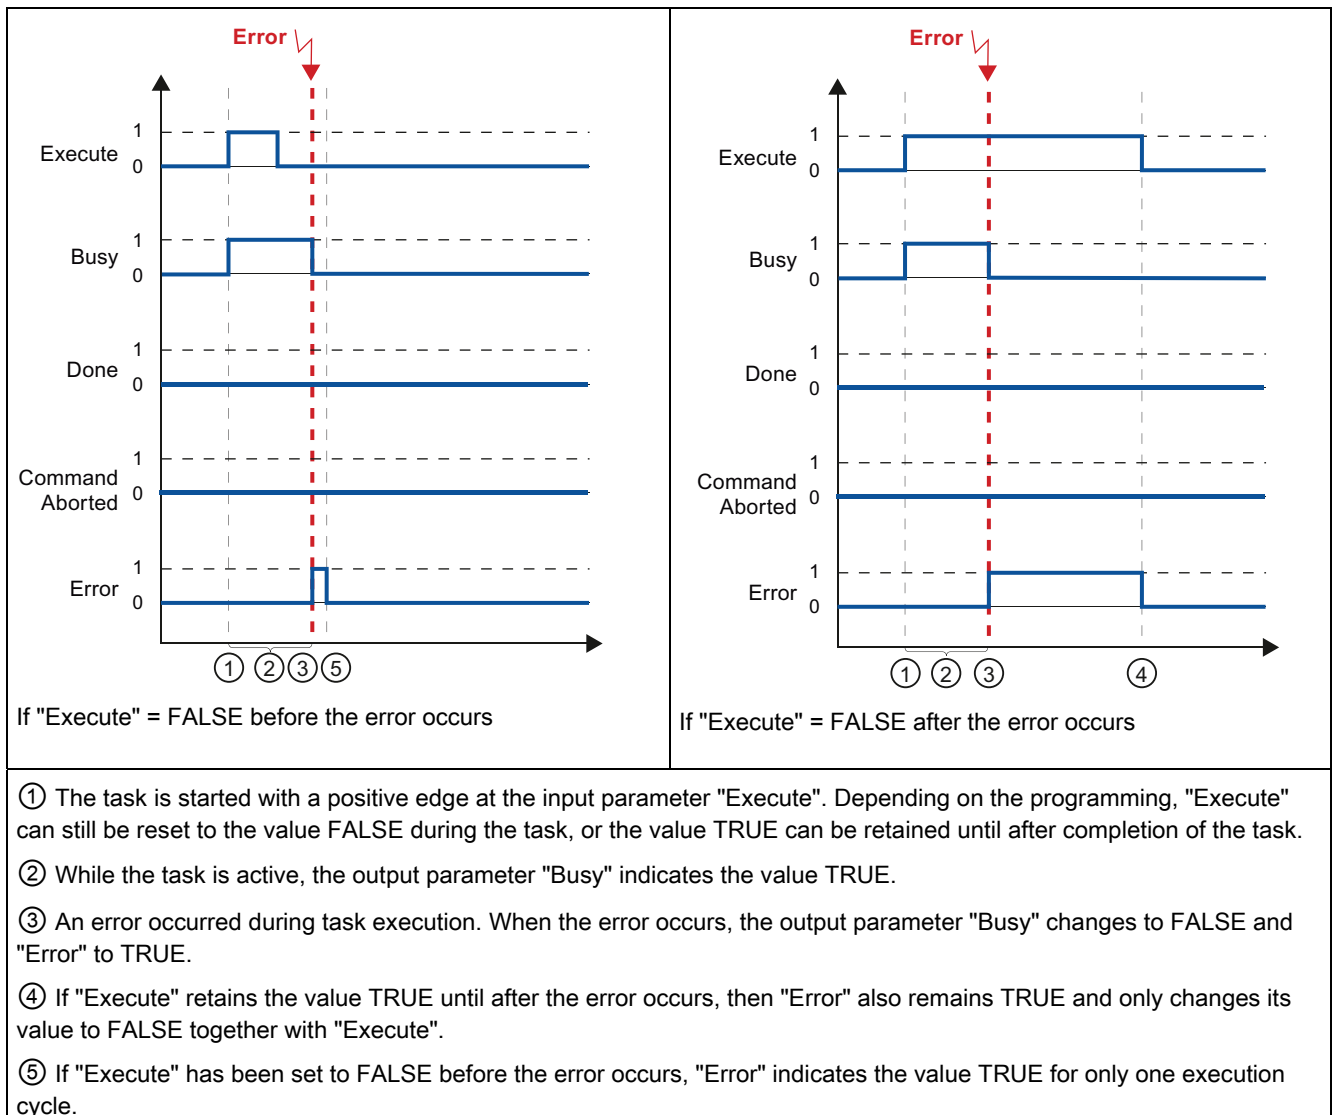 Error
1
Execute
0
1
Busy
0
1
Done
0
1
Command
Aborted
0
1
Error
0
① ② ③ ⑤
If "Execute" = FALSE before the error occurs
Error
1
Execute
0
1
Busy
0
1
Done
0
1
Command
Aborted
0
1
Error
0
① ② ③ ④
If "Execute" = FALSE after the error occurs
① The task is started with a positive edge at the input parameter "Execute". Depending on the programming, "Execute"
can still be reset to the value FALSE during the task, or the value TRUE can be retained until after completion of the task.
② While the task is active, the output parameter "Busy" indicates the value TRUE.
③ An error occurred during task execution. When the error occurs, the output parameter "Busy" changes to FALSE and
"Error" to TRUE.
④ If "Execute" retains the value TRUE until after the error occurs, then "Error" also remains TRUE and only changes its
value to FALSE together with "Execute".
⑤ If "Execute" has been set to FALSE before the error occurs, "Error" indicates the value TRUE for only one execution
cycle.